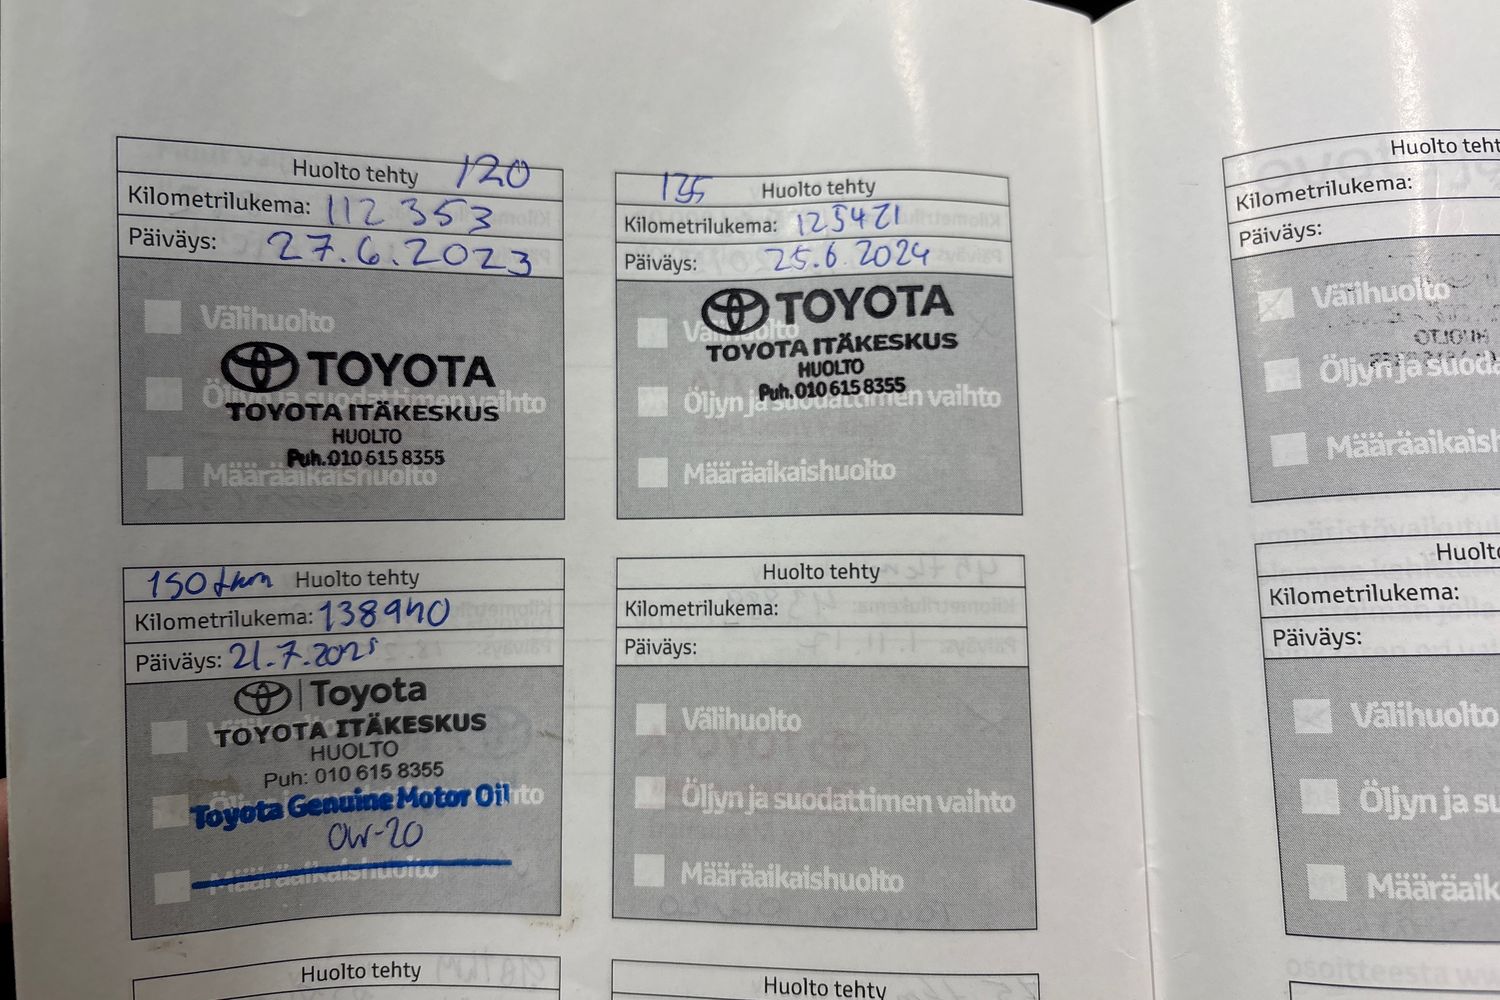 Huolto tehty 120
Kilometrilukema: 112 353
Päiväys: 27.6.2023
Välihuolto
TOYOTA
Öljyn ja suodattimen vaihto
TOYOTA ITÄKESKUS
HUOLTO
Puh. 010 615 8355
Määräaikaishuolto
135 Huolto tehty
Kilometrilukema: 125421
Päiväys: 25.6.2024
TOYOTA
Välihuolto
TOYOTA ITÄKESKUS
HUOLTO
Puh. 010 615 8355
Öljyn ja suodattimen vaihto
Määräaikaishuolto
150 tkm Huolto tehty
Kilometrilukema: 138940
Päiväys: 21.7.2025
Toyota
TOYOTA ITÄKESKUS
HUOLTO
Puh: 010 615 8355
Toyota Genuine Motor Oil
0W-20
Määräaikaishuolto
Huolto tehty
Kilometrilukema:
Päiväys:
Välihuolto
Öljyn ja suodattimen vaihto
Määräaikaishuolto
Huolto tehty
Huolto tehty
Huolto teht
Kilometrilukema:
Päiväys:
Välihuolto
Öljyn ja suod
Määräaikaish
Huolto
Kilometrilukema:
Päiväys:
Välihuolto
Öljyn ja su
Määräaik